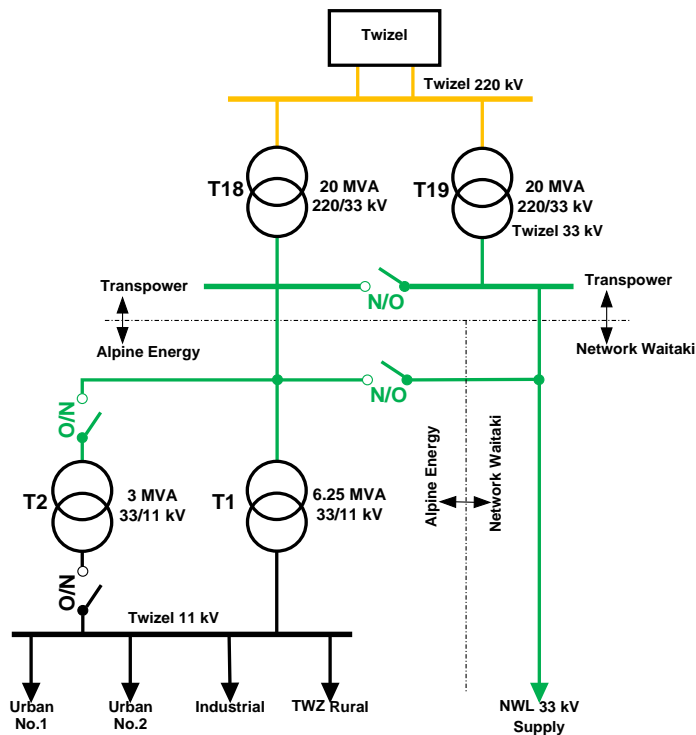 Twizel
Twizel 220 kV
T18
20 MVA
220/33 kV
T19
20 MVA
220/33 kV
Twizel 33 kV
Transpower
N/O
Transpower
Alpine Energy
Network Waitaki
N/O
N/O
T2
3 MVA
33/11 kV
T1
6.25 MVA
33/11 kV
Alpine Energy
Network Waitaki
N/O
Twizel 11 kV
Urban
No.1
Urban
No.2
Industrial
TWZ Rural
NWL 33 kV
Supply